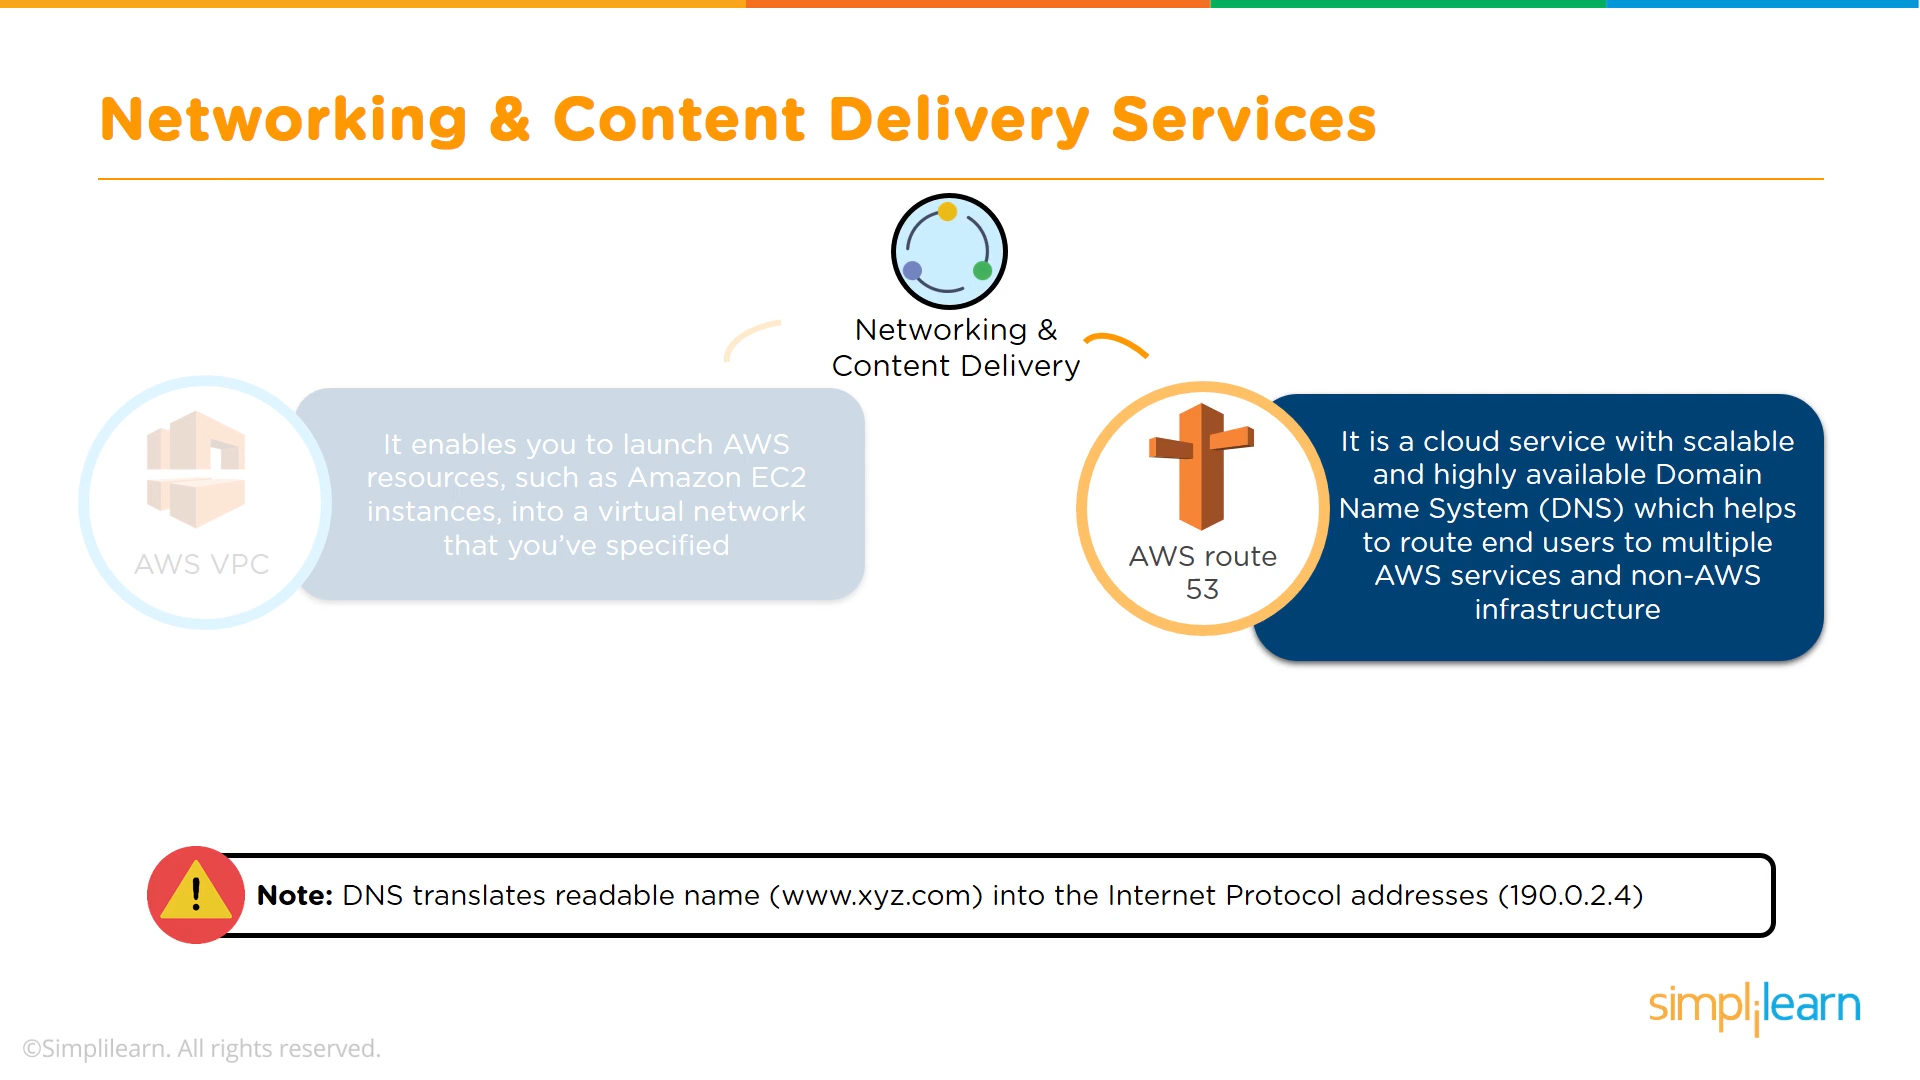 Networking & Content Delivery Services
Networking &
Content Delivery
It enables you to launch AWS
resources, such as Amazon EC2
instances, into a virtual network
that you’ve specified
AWS VPC
It is a cloud service with scalable
and highly available Domain
Name System (DNS) which helps
to route end users to multiple
AWS services and non-AWS
infrastructure
AWS route
53
Note: DNS translates readable name (www.xyz.com) into the Internet Protocol addresses (190.0.2.4)
simplilearn
©Simplilearn. All rights reserved.